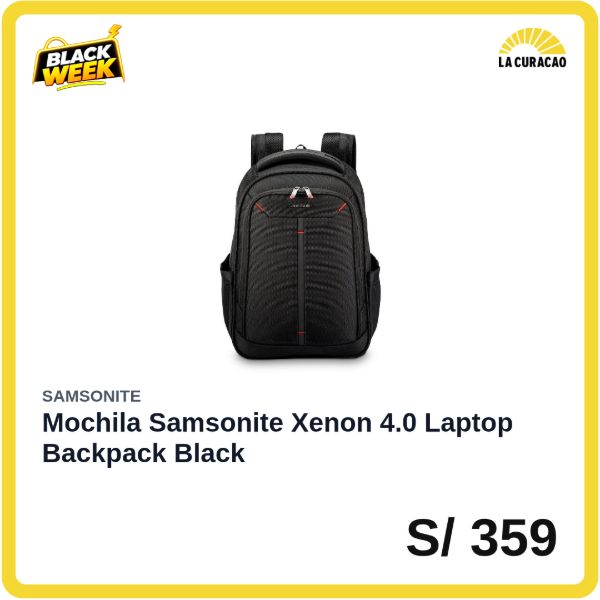 BLACK
WEEK
LA CURACAO
SAMSONITE
Mochila Samsonite Xenon 4.0 Laptop
Backpack Black
S/ 359